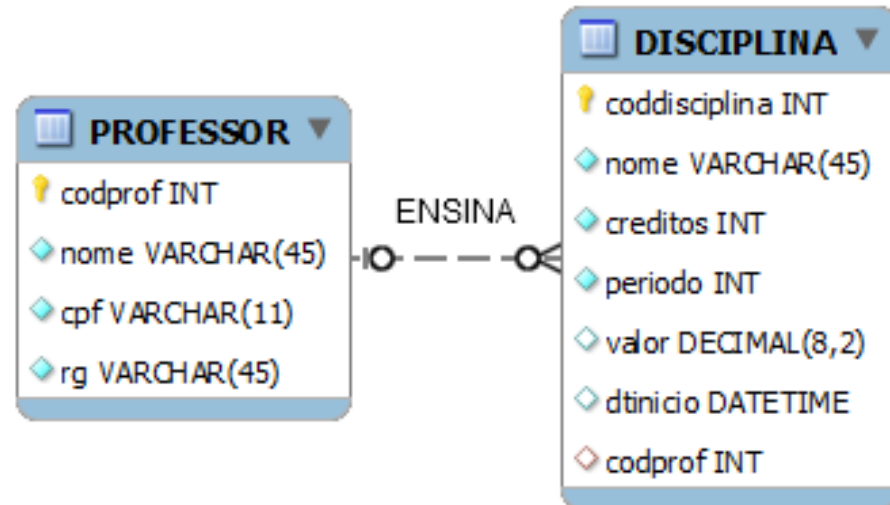 PROFESSOR
codprof INT
nome VARCHAR(45)
cpf VARCHAR(11)
rg VARCHAR(45)
ENSINA
DISCIPLINA
coddisciplina INT
nome VARCHAR(45)
creditos INT
periodo INT
valor DECIMAL(8,2)
dtinicio DATETIME
codprof INT